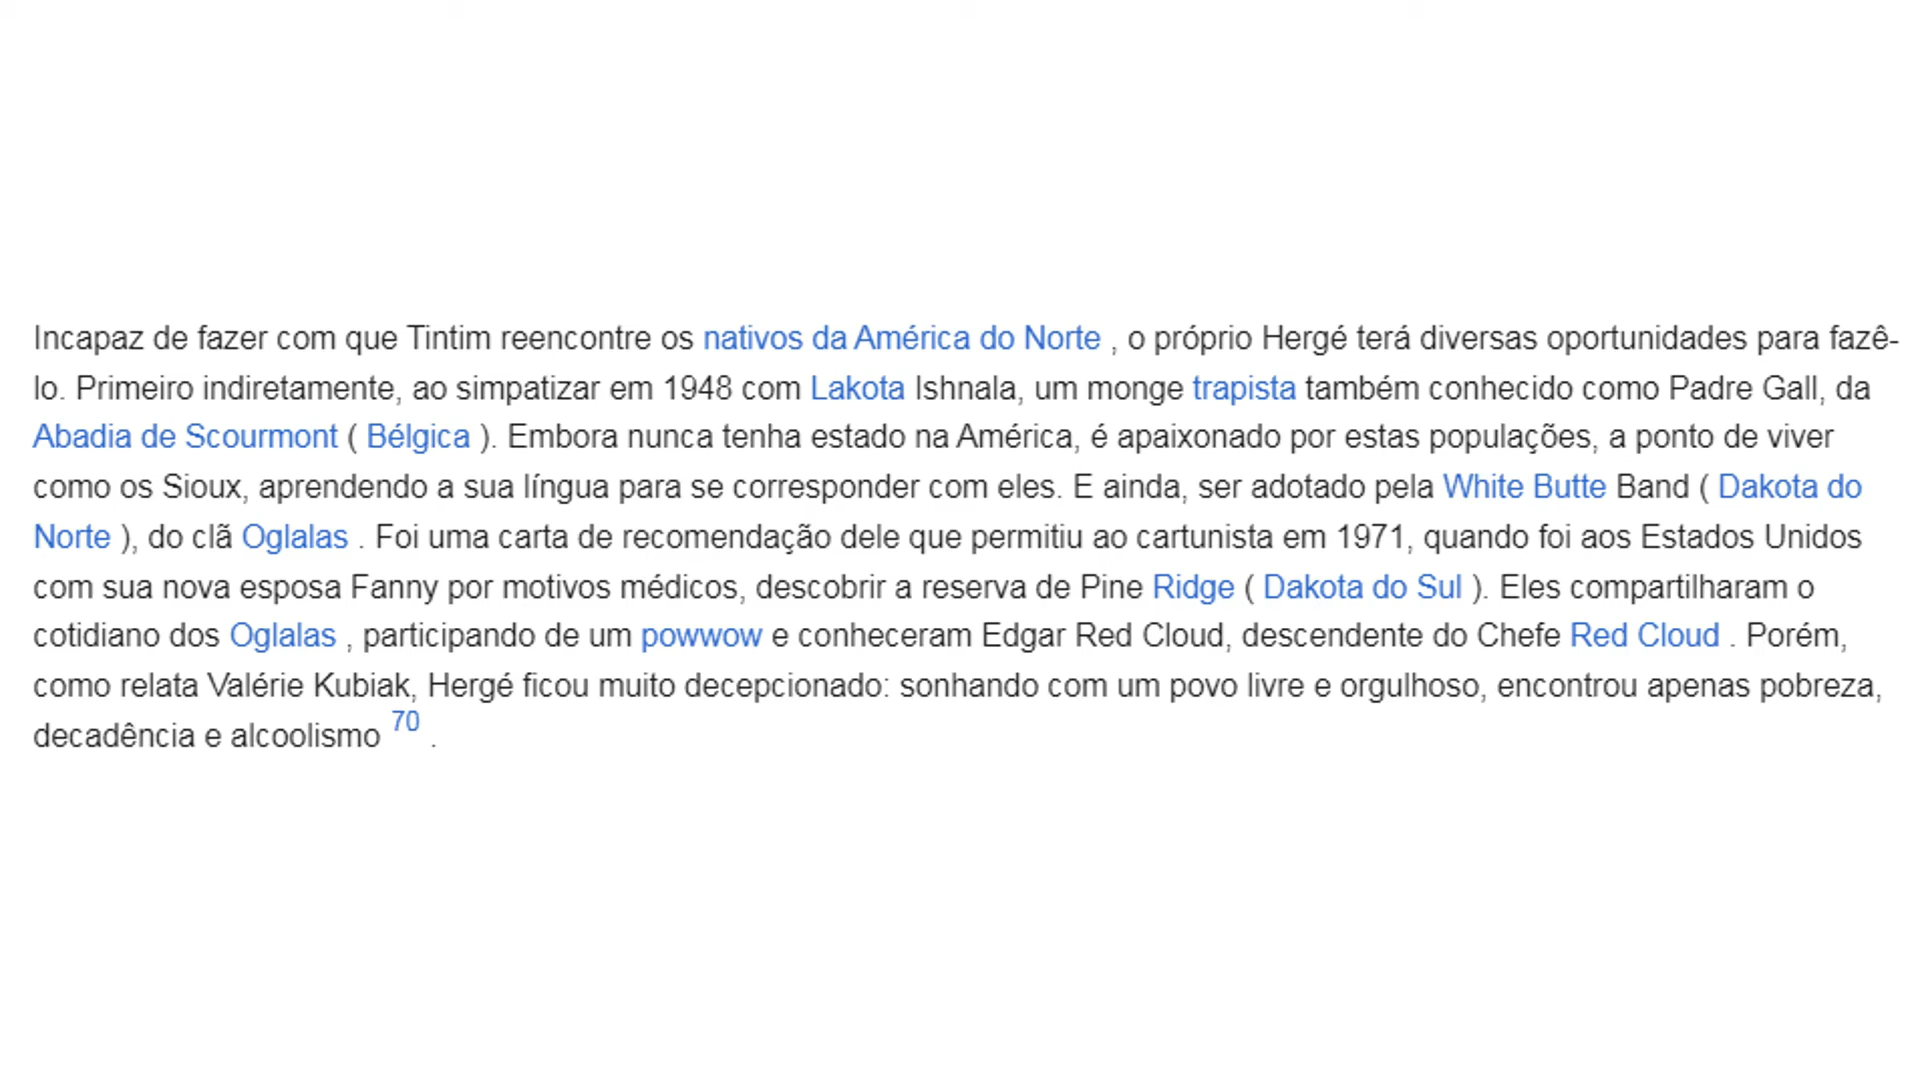 Incapaz de fazer com que Tintim reencontre os nativos da América do Norte , o próprio Hergé terá diversas oportunidades para fazê-
lo. Primeiro indiretamente, ao simpatizar em 1948 com Lakota Ishnala, um monge trapista também conhecido como Padre Gall, da
Abadia de Scourmont ( Bélgica ). Embora nunca tenha estado na América, é apaixonado por estas populações, a ponto de viver
como os Sioux, aprendendo a sua língua para se corresponder com eles. E ainda, ser adotado pela White Butte Band ( Dakota do
Norte ), do clã Oglalas . Foi uma carta de recomendação dele que permitiu ao cartunista em 1971, quando foi aos Estados Unidos
com sua nova esposa Fanny por motivos médicos, descobrir a reserva de Pine Ridge ( Dakota do Sul ). Eles compartilharam o
cotidiano dos Oglalas , participando de um powwow e conheceram Edgar Red Cloud, descendente do Chefe Red Cloud . Porém,
como relata Valérie Kubiak, Hergé ficou muito decepcionado: sonhando com um povo livre e orgulhoso, encontrou apenas pobreza,
decadência e alcoolismo 70 .